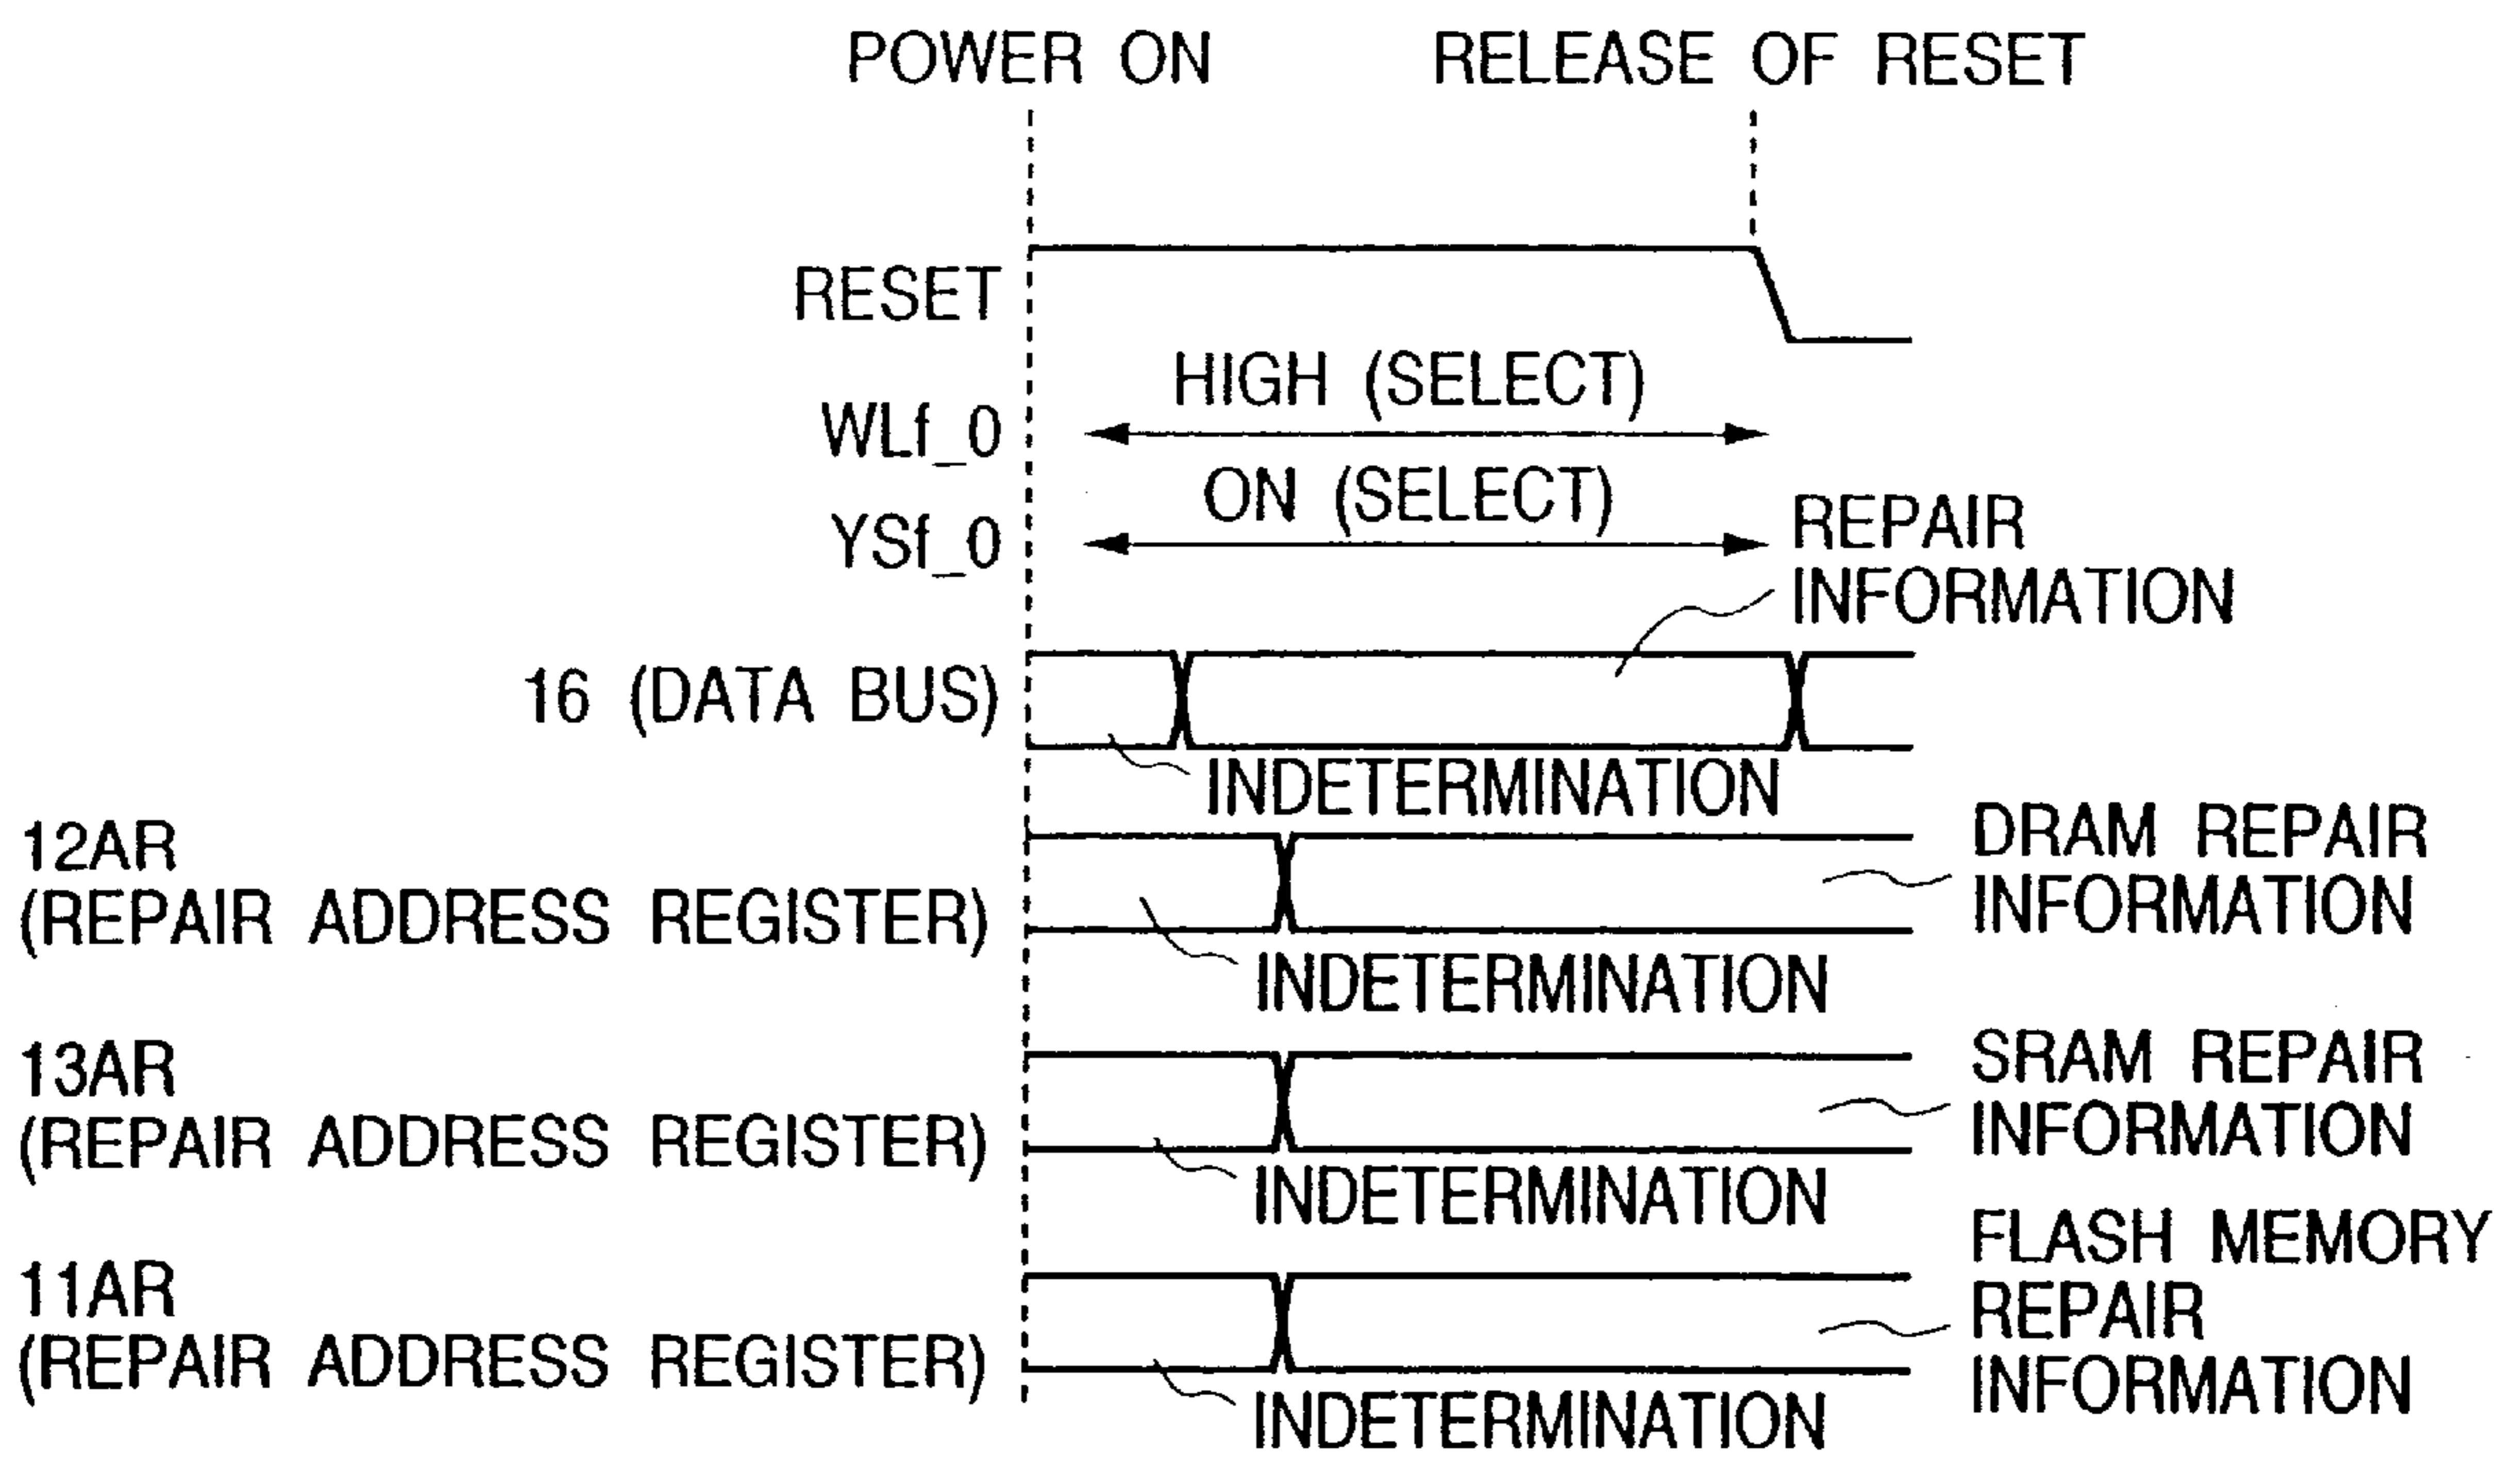 POWER ON
RELEASE OF RESET
RESET
HIGH (SELECT)
WLf_0
ON (SELECT)
YSf_0
REPAIR
INFORMATION
16 (DATA BUS)
INDETERMINATION
12AR
(REPAIR ADDRESS REGISTER)
DRAM REPAIR
INFORMATION
INDETERMINATION
13AR
(REPAIR ADDRESS REGISTER)
SRAM REPAIR
INFORMATION
INDETERMINATION
11AR
(REPAIR ADDRESS REGISTER)
FLASH MEMORY
REPAIR
INFORMATION
INDETERMINATION